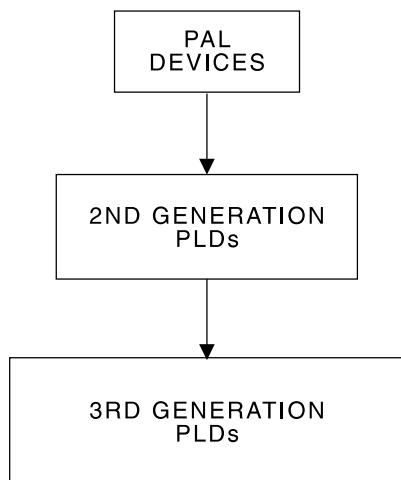 PAL
DEVICES
2ND GENERATION
PLDs
3RD GENERATION
PLDs